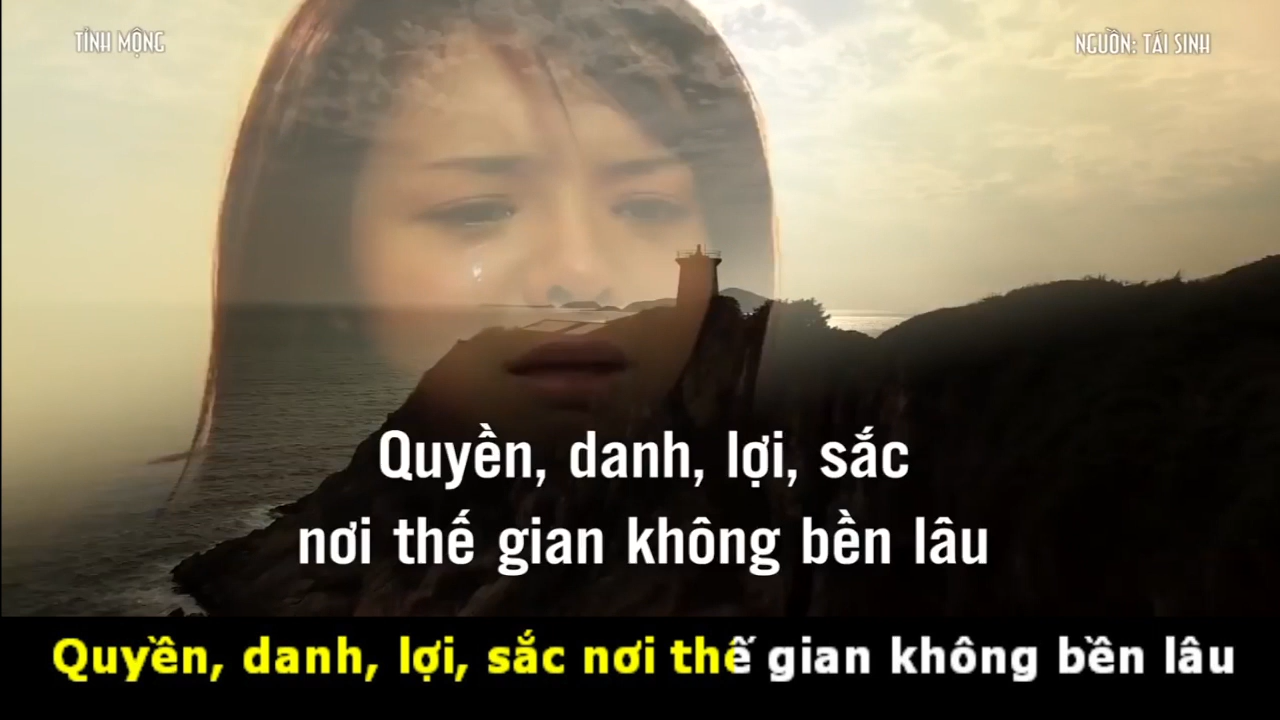 TỈNH MỘNG
NGUỒN: TÁI SINH
Quyền, danh, lợi, sắc
nơi thế gian không bền lâu
Quyền, danh, lợi, sắc nơi thế gian không bền lâu